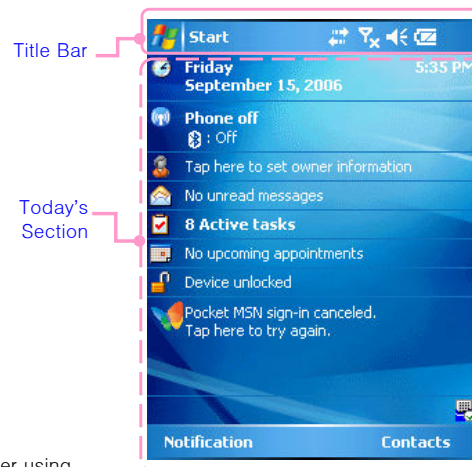 Title Bar
Start
Friday 5:35 PM
September 15, 2006
Phone off
: Off
Tap here to set owner information
No unread messages
Today's
Section
8 Active tasks
No upcoming appointments
Device unlocked
Pocket MSN sign-in canceled.
Tap here to try again.
Notification Contacts
er using